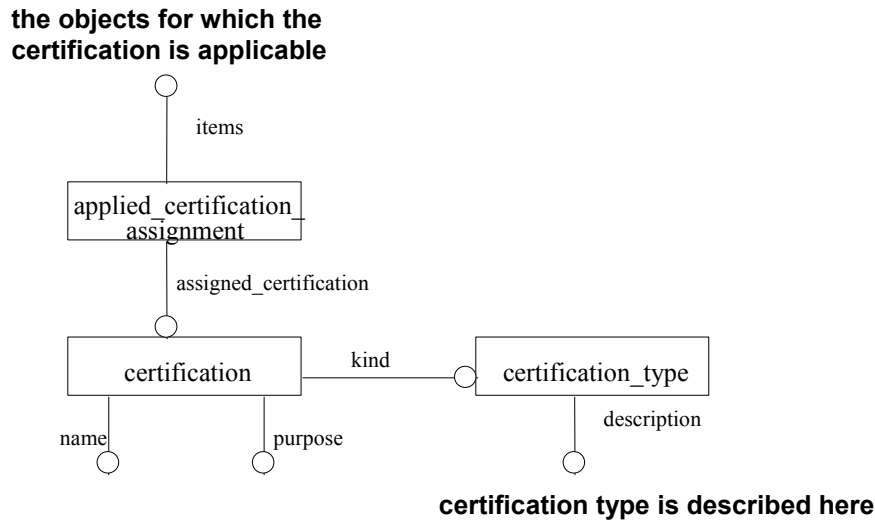 the objects for which the
certification is applicable
items
applied_certification_
assignment
assigned_certification
certification
kind
certification_type
name
purpose
description
certification type is described here